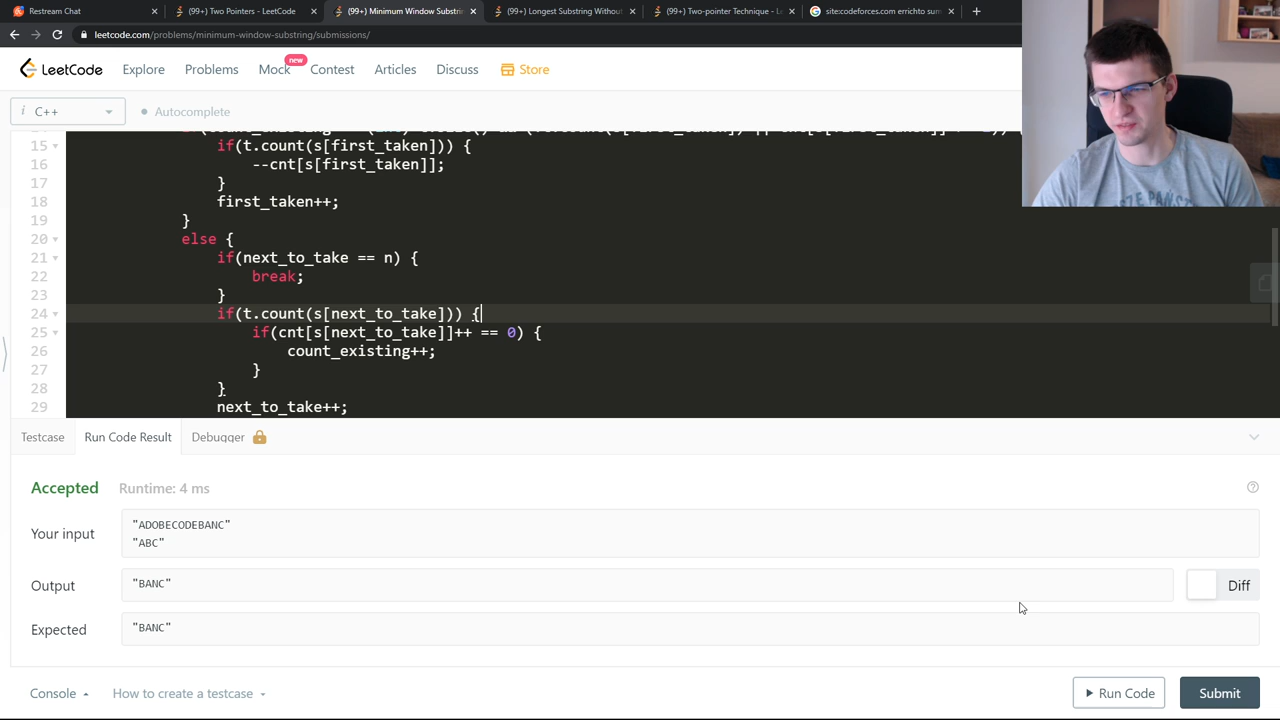 Restream Chat
(99+) Two Pointers - LeetCode
(99+) Minimum Window Subst
(99+) Longest Substring Without
(99+) Two-pointer Technique - L
site:codeforces.com errichto sum
leetcode.com/problems/minimum-window-substring/submissions/
LeetCode
Explore
Problems
Mock
new
Contest
Articles
Discuss
Store
i C++
Autocomplete
15 if(t.count(s[first_taken])) {
16 --cnt[s[first_taken]];
17 }
18 first_taken++;
19 }
20 else {
21 if(next_to_take == n) {
22 break;
23 }
24 if(t.count(s[next_to_take])) {
25 if(cnt[s[next_to_take]]++ == 0) {
26 count_existing++;
27 }
28 }
29 next_to_take++;
Testcase
Run Code Result
Debugger
Accepted
Runtime: 4 ms
Your input
"ADOBECODEBANC"
"ABC"
Output
"BANC"
Diff
Expected
"BANC"
Console
How to create a testcase
Run Code
Submit